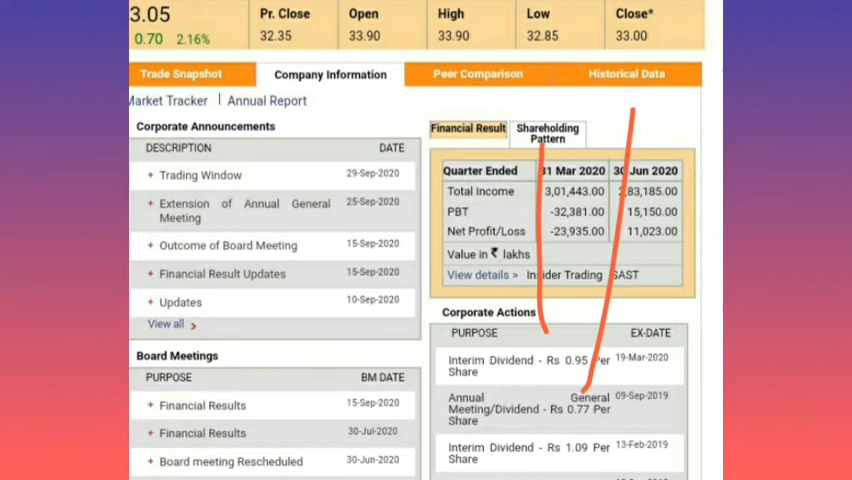 3.05
0.70 2.16%
Pr. Close Open High Low Close*
32.35 33.90 33.90 32.85 33.00
Trade Snapshot Company Information Peer Comparison Historical Data
Market Tracker | Annual Report
Corporate Announcements
DESCRIPTION DATE
+ Trading Window 29-Sep-2020
+ Extension of Annual General 25-Sep-2020
Meeting
+ Outcome of Board Meeting 15-Sep-2020
+ Financial Result Updates 15-Sep-2020
+ Updates 10-Sep-2020
View all >
Board Meetings
PURPOSE BM DATE
+ Financial Results 15-Sep-2020
+ Financial Results 30-Jul-2020
+ Board meeting Rescheduled 30-Jun-2020
Financial Result Shareholding
Pattern
Quarter Ended 31 Mar 2020 30 Jun 2020
Total Income 3,01,443.00 2,83,185.00
PBT -32,381.00 15,150.00
Net Profit/Loss -23,935.00 11,023.00
Value in ₹ lakhs
View details > Insider Trading SAST
Corporate Actions
PURPOSE EX-DATE
Interim Dividend - Rs 0.95 Per 19-Mar-2020
Share
Annual General 09-Sep-2019
Meeting/Dividend - Rs 0.77 Per
Share
Interim Dividend - Rs 1.09 Per 13-Feb-2019
Share